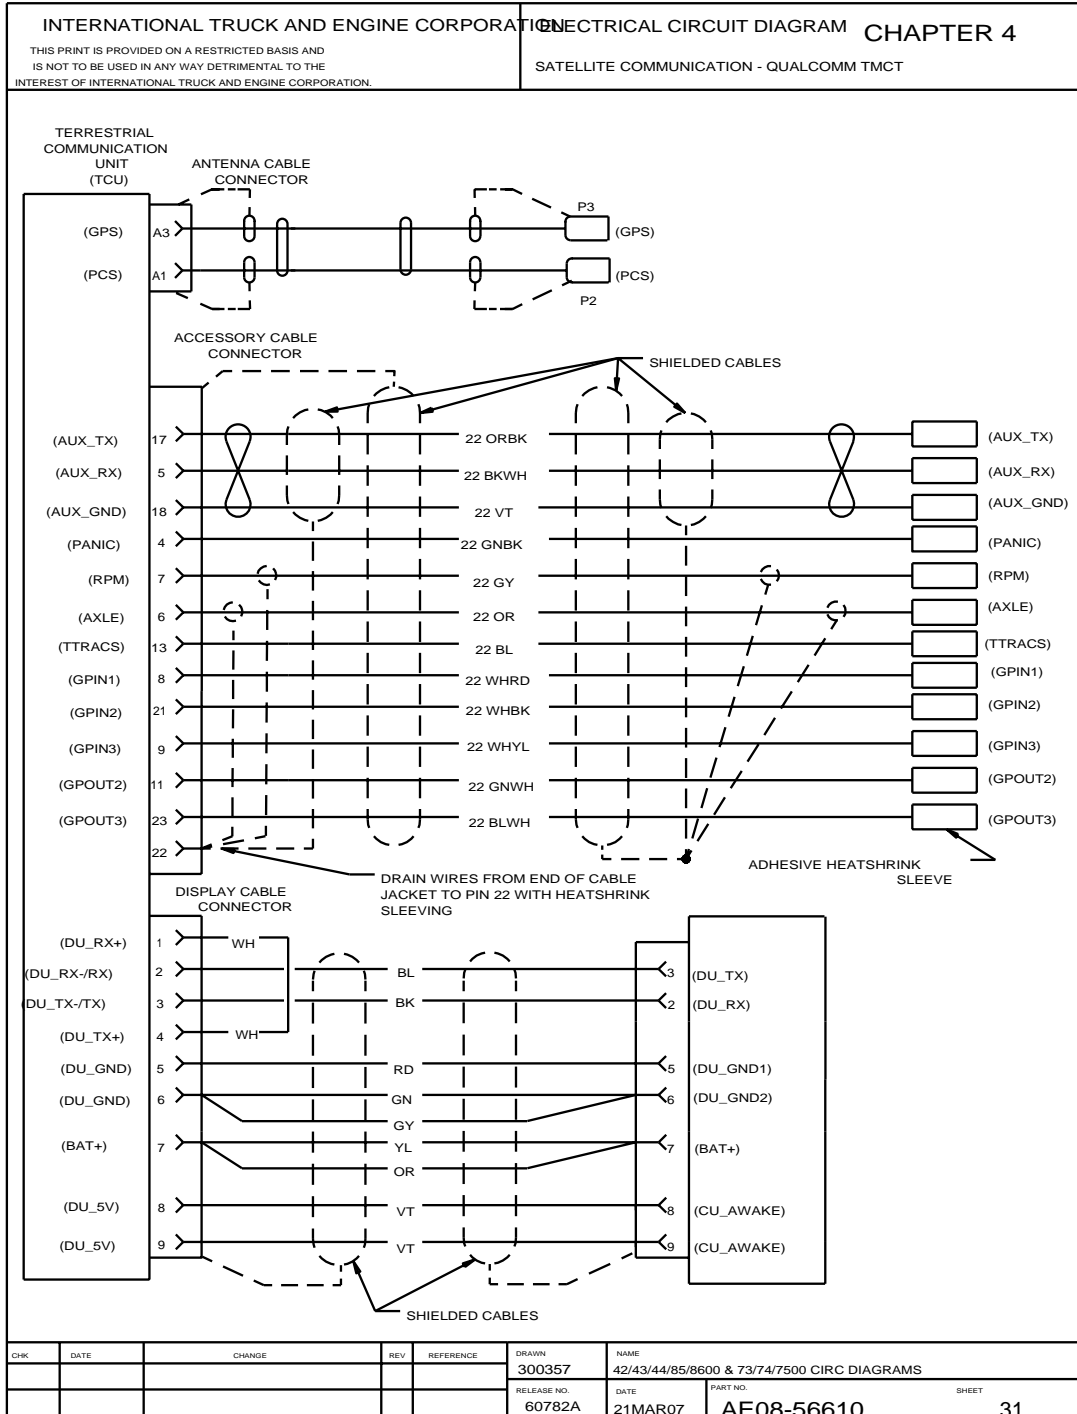 INTERNATIONAL TRUCK AND ENGINE CORPORATION
THIS PRINT IS PROVIDED ON A RESTRICTED BASIS AND
IS NOT TO BE USED IN ANY WAY DETRIMENTAL TO THE
INTEREST OF INTERNATIONAL TRUCK AND ENGINE CORPORATION.
ELECTRICAL CIRCUIT DIAGRAM
CHAPTER 4
SATELLITE COMMUNICATION - QUALCOMM TMCT
TERRESTRIAL
COMMUNICATION
UNIT
(TCU)
ANTENNA CABLE
CONNECTOR
(GPS) A3 P3 (GPS)
(PCS) A1 (PCS)
P2
ACCESSORY CABLE
CONNECTOR
SHIELDED CABLES
(AUX_TX) 17 22 ORBK (AUX_TX)
(AUX_RX) 5 22 BKWH (AUX_RX)
(AUX_GND) 18 22 VT (AUX_GND)
(PANIC) 4 22 GNBK (PANIC)
(RPM) 7 22 GY (RPM)
(AXLE) 6 22 OR (AXLE)
(TTRACS) 13 22 BL (TTRACS)
(GPIN1) 8 22 WHRD (GPIN1)
(GPIN2) 21 22 WHBK (GPIN2)
(GPIN3) 9 22 WHYL (GPIN3)
(GPOUT2) 11 22 GNWH (GPOUT2)
(GPOUT3) 23 22 BLWH (GPOUT3)
22
DRAIN WIRES FROM END OF CABLE
JACKET TO PIN 22 WITH HEATSHRINK
SLEEVING
ADHESIVE HEATSHRINK
SLEEVE
DISPLAY CABLE
CONNECTOR
(DU_RX+) 1 WH
(DU_RX-/RX) 2 BL 3 (DU_TX)
(DU_TX-/TX) 3 BK 2 (DU_RX)
(DU_TX+) 4 WH
(DU_GND) 5 RD 5 (DU_GND1)
(DU_GND) 6 GN 6 (DU_GND2)
GY
(BAT+) 7 YL 7 (BAT+)
OR
(DU_5V) 8 VT 8 (CU_AWAKE)
(DU_5V) 9 VT 9 (CU_AWAKE)
SHIELDED CABLES
CHK DATE CHANGE REV REFERENCE
DRAWN
300357
NAME
42/43/44/85/8600 & 73/74/7500 CIRC DIAGRAMS
RELEASE NO.
60782A
DATE
21MAR07
PART NO.
AE08-56610
SHEET
31